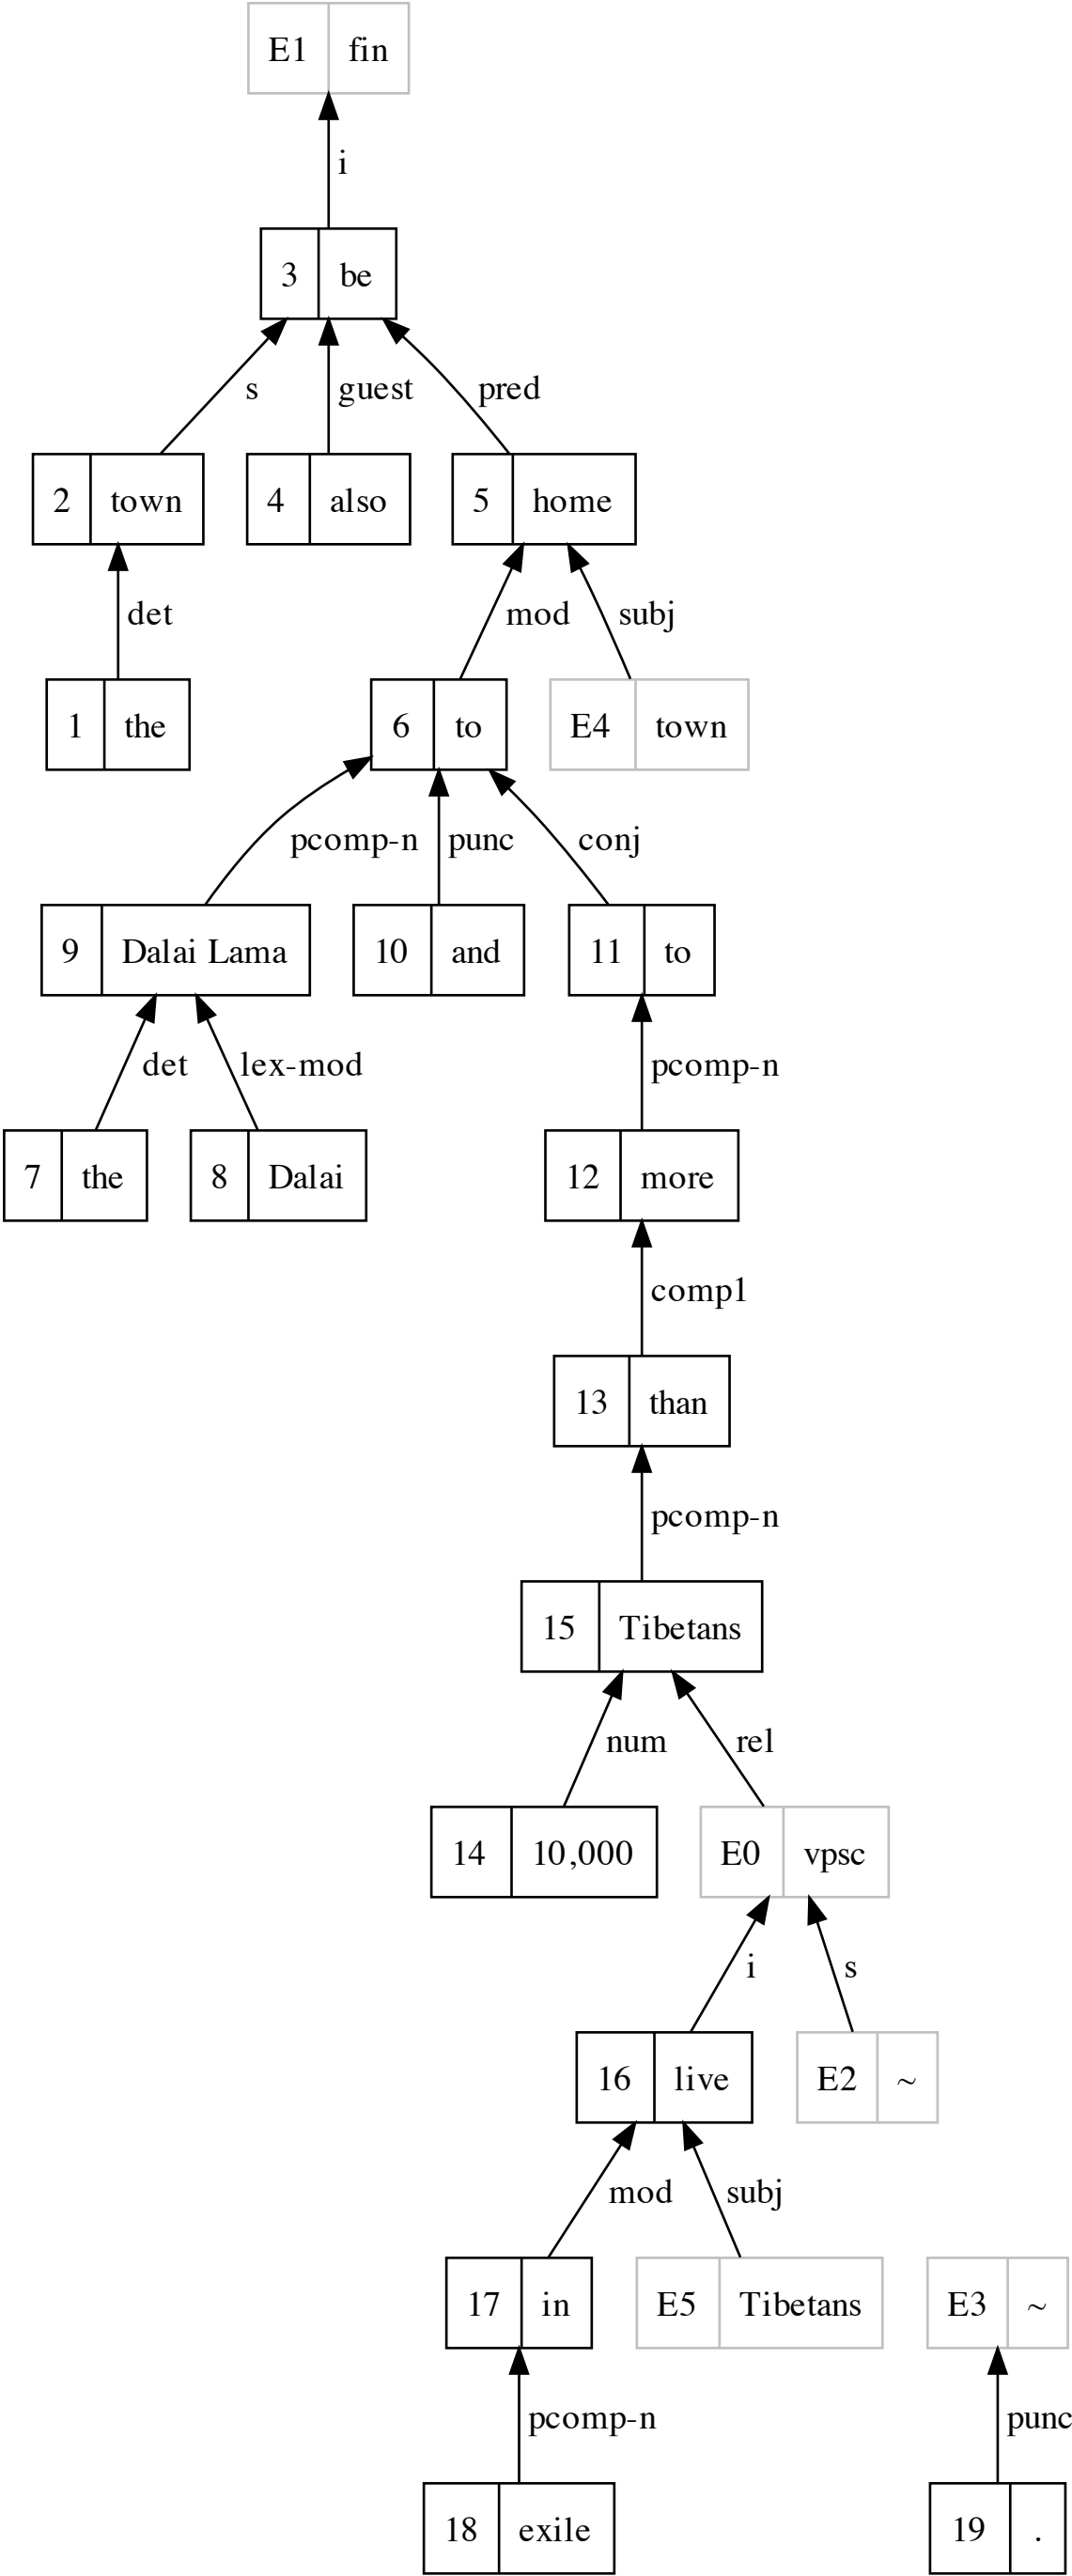 E1 fin
i
3 be
s guest pred
2 town 4 also 5 home
det mod subj
1 the 6 to E4 town
pcomp-n punc conj
9 Dalai Lama 10 and 11 to
det lex-mod pcomp-n
7 the 8 Dalai 12 more
comp1
13 than
pcomp-n
15 Tibetans
num rel
14 10,000 E0 vpsc
i s
16 live E2 ~
mod subj
17 in E5 Tibetans E3 ~
pcomp-n punc
18 exile 19 .